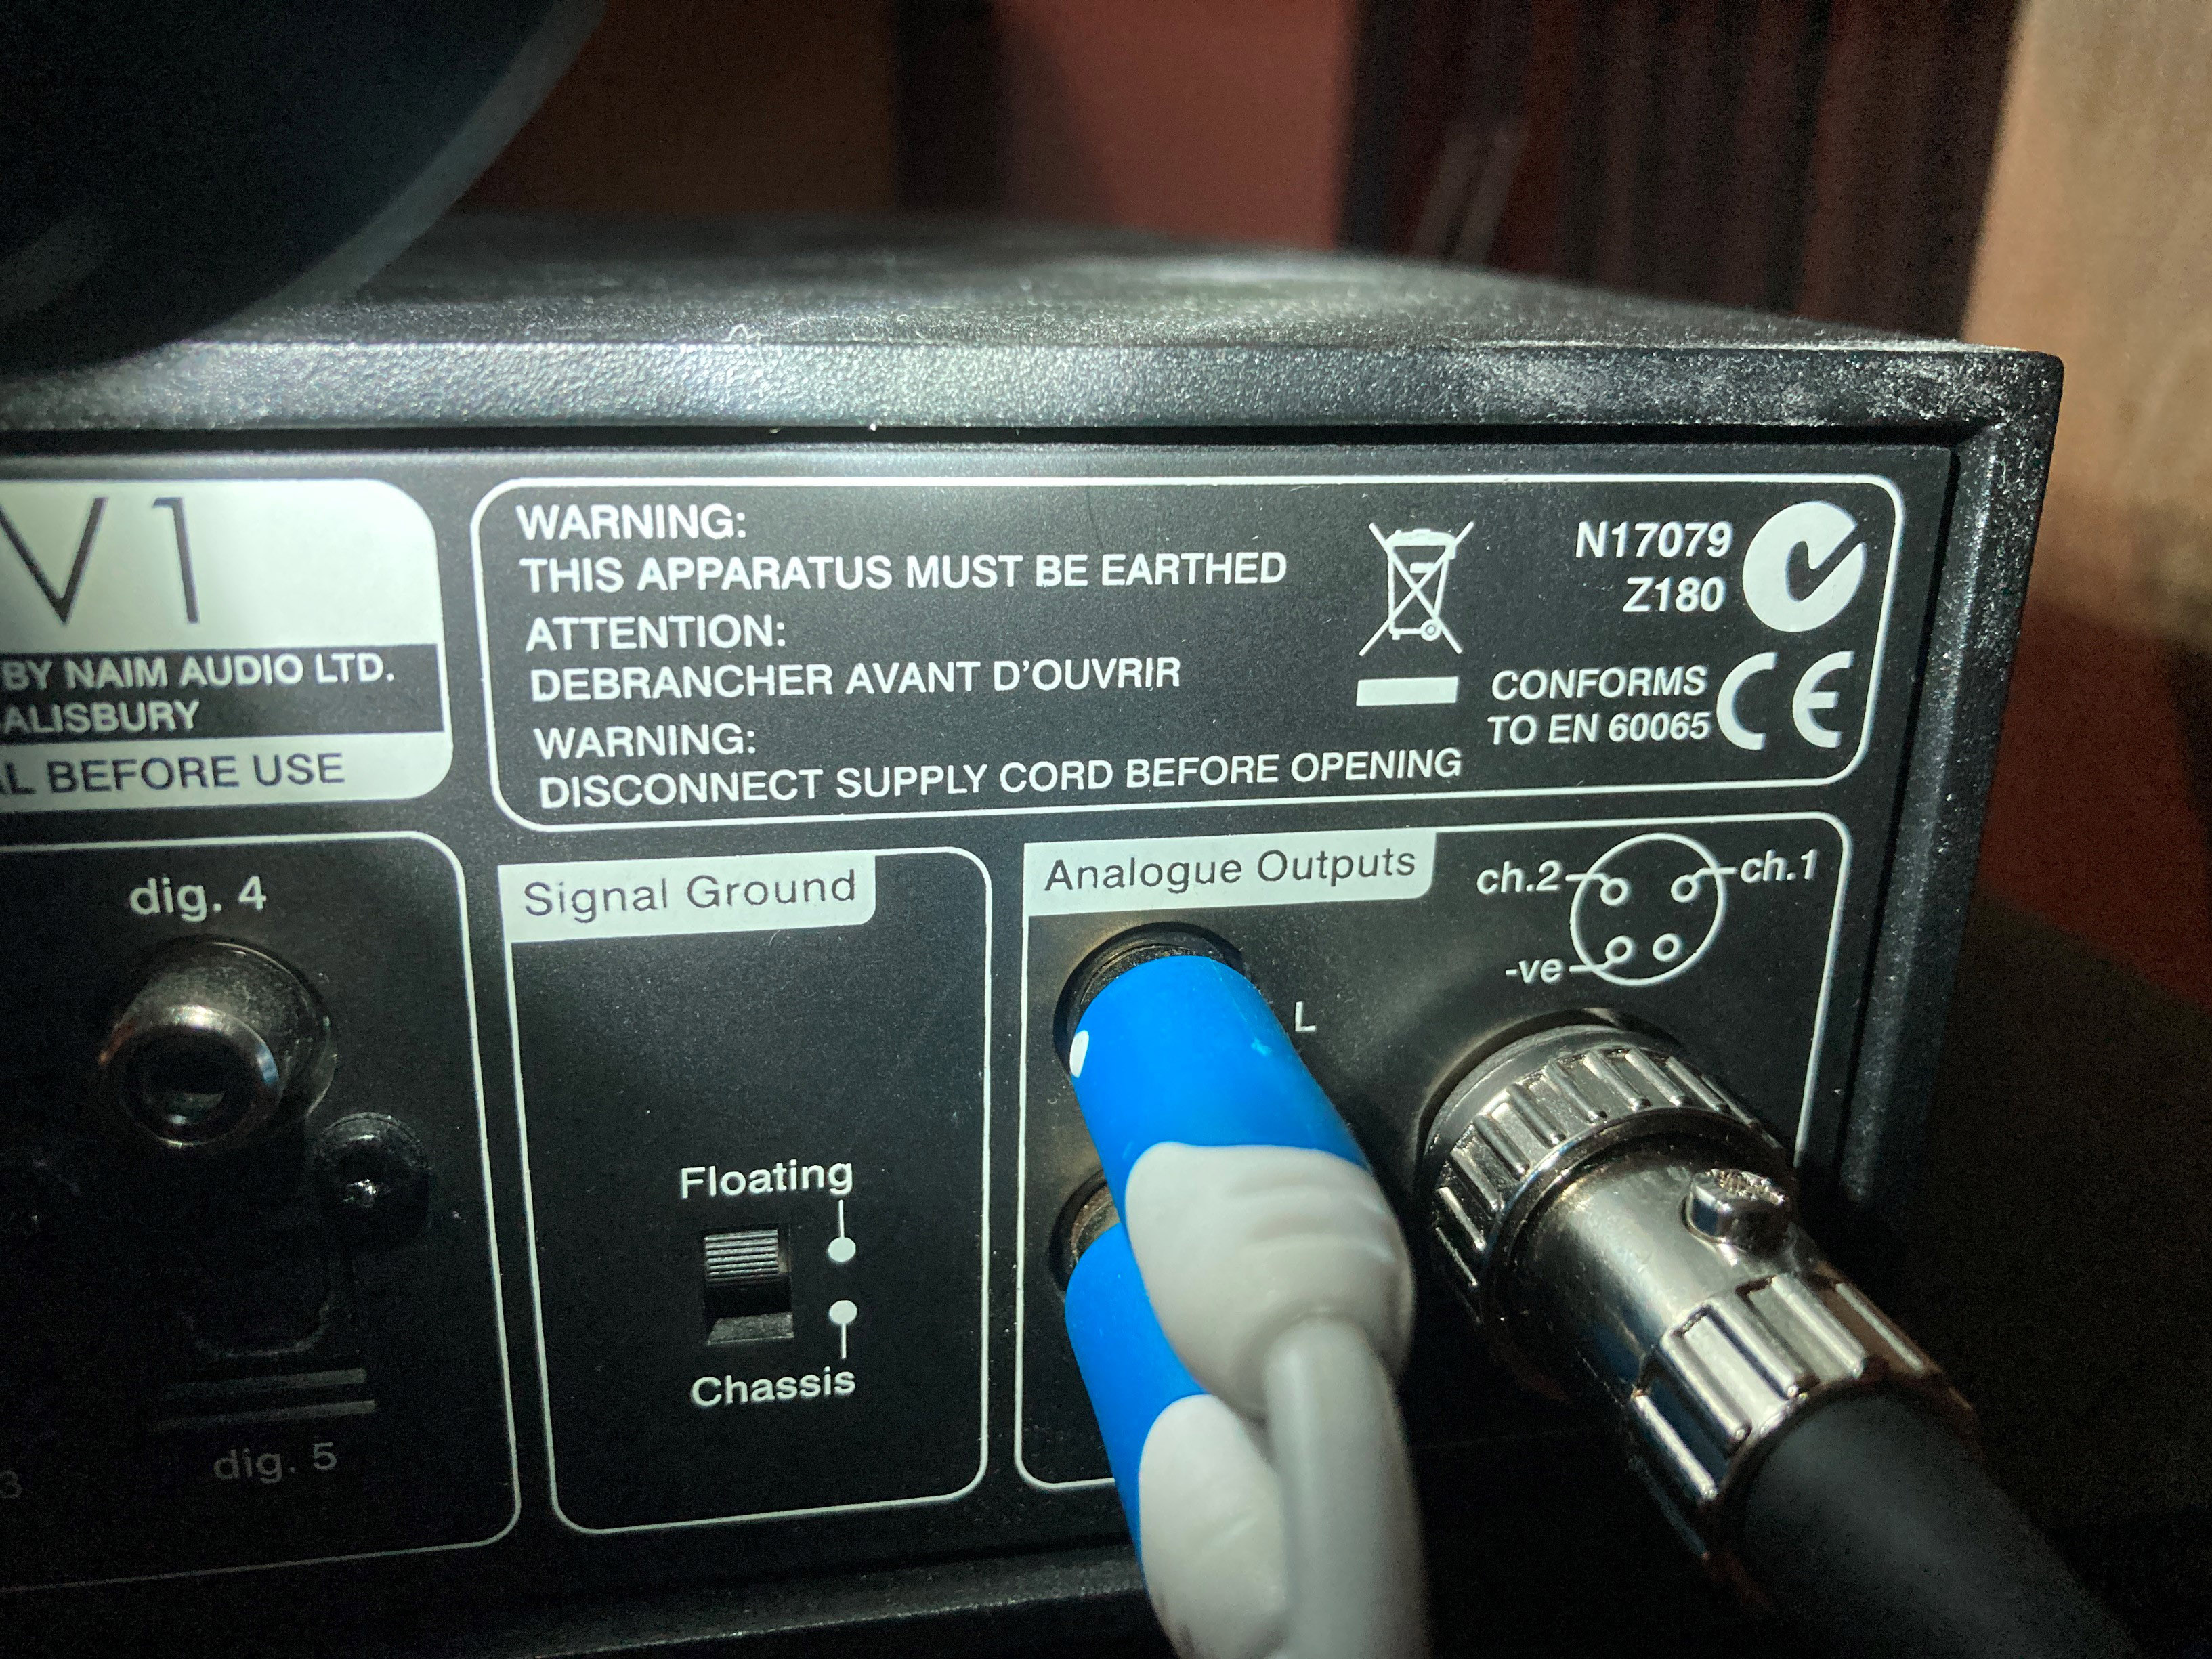 V1
BY NAIM AUDIO LTD.
ALISBURY
BEFORE USE
WARNING:
THIS APPARATUS MUST BE EARTHED
ATTENTION:
DEBRANCHER AVANT D'OUVRIR
WARNING:
DISCONNECT SUPPLY CORD BEFORE OPENING
N17079
Z180
CONFORMS
TO EN 60065
CE
dig. 4
dig. 5
3
Signal Ground
Floating
Chassis
Analogue Outputs
L
ch.2
ch.1
-ve